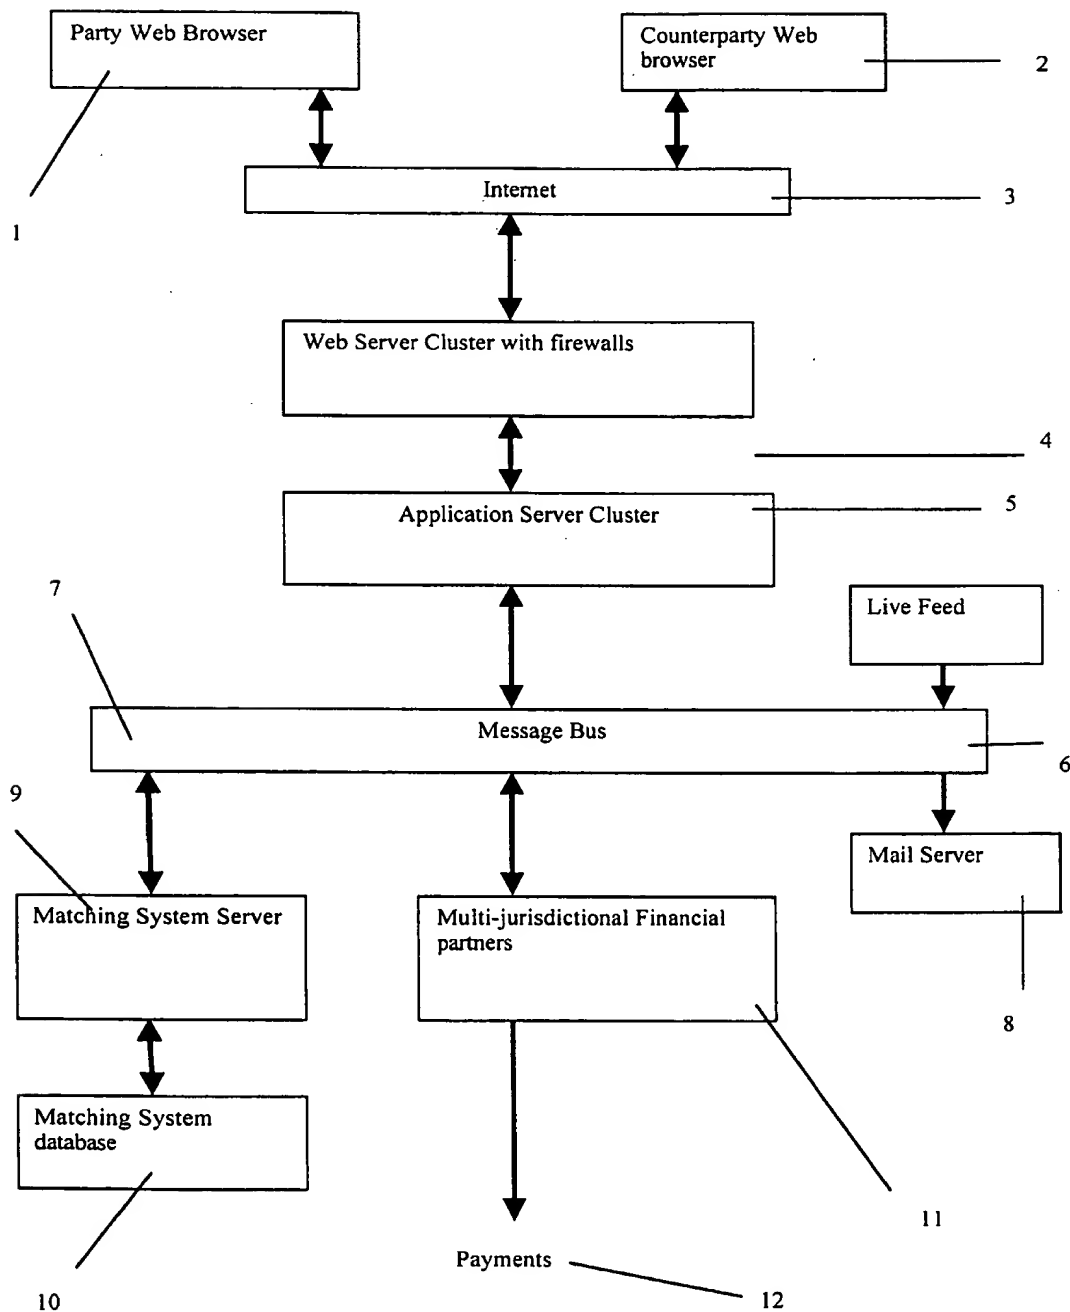 Party Web Browser
Counterparty Web
browser
2
Internet
3
1
Web Server Cluster with firewalls
4
5
Application Server Cluster
7
Live Feed
Message Bus
6
9
Mail Server
Matching System Server
Multi-jurisdictional Financial
partners
8
Matching System
database
11
Payments
10
12